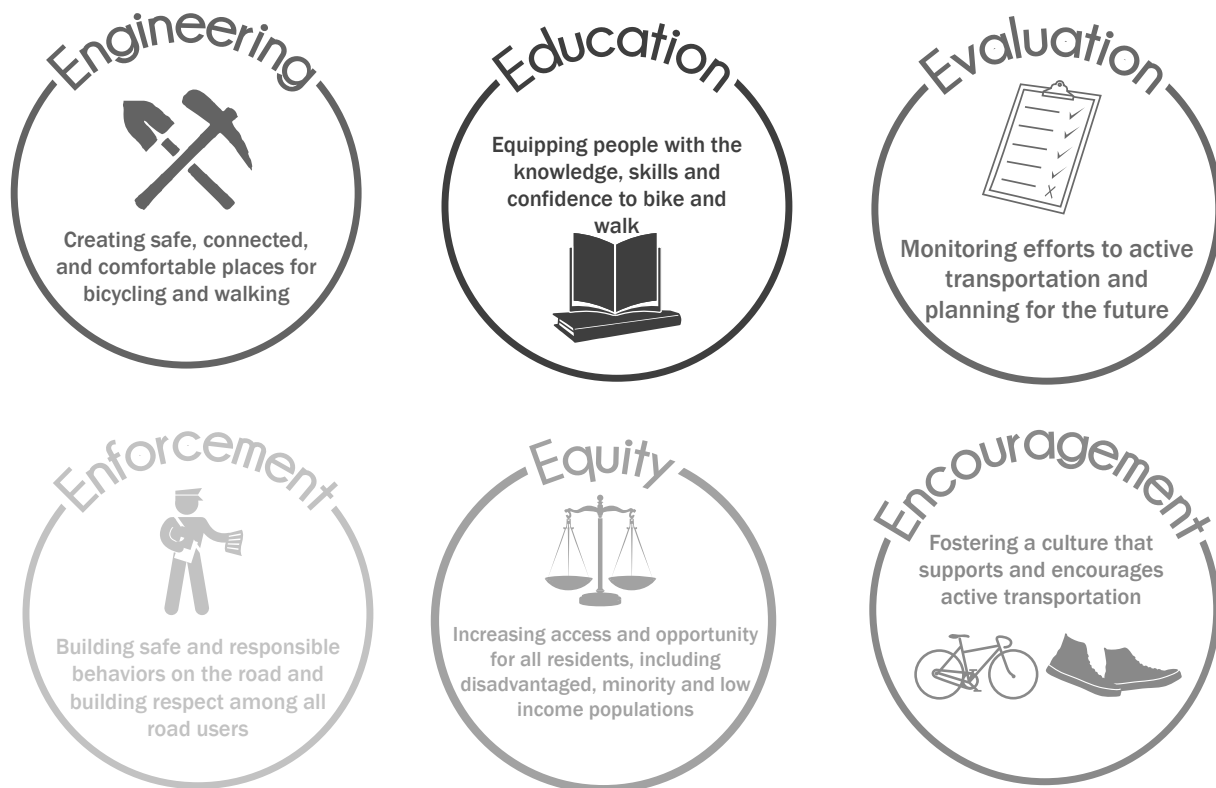 Engineering
Creating safe, connected,
and comfortable places for
bicycling and walking
Education
Equipping people with the
knowledge, skills and
confidence to bike and
walk
Evaluation
Monitoring efforts to active
transportation and
planning for the future
Enforcement
Building safe and responsible
behaviors on the road and
building respect among all
road users
Equity
Increasing access and opportunity
for all residents, including
disadvantaged, minority and low
income populations
Encouragement
Fostering a culture that
supports and encourages
active transportation